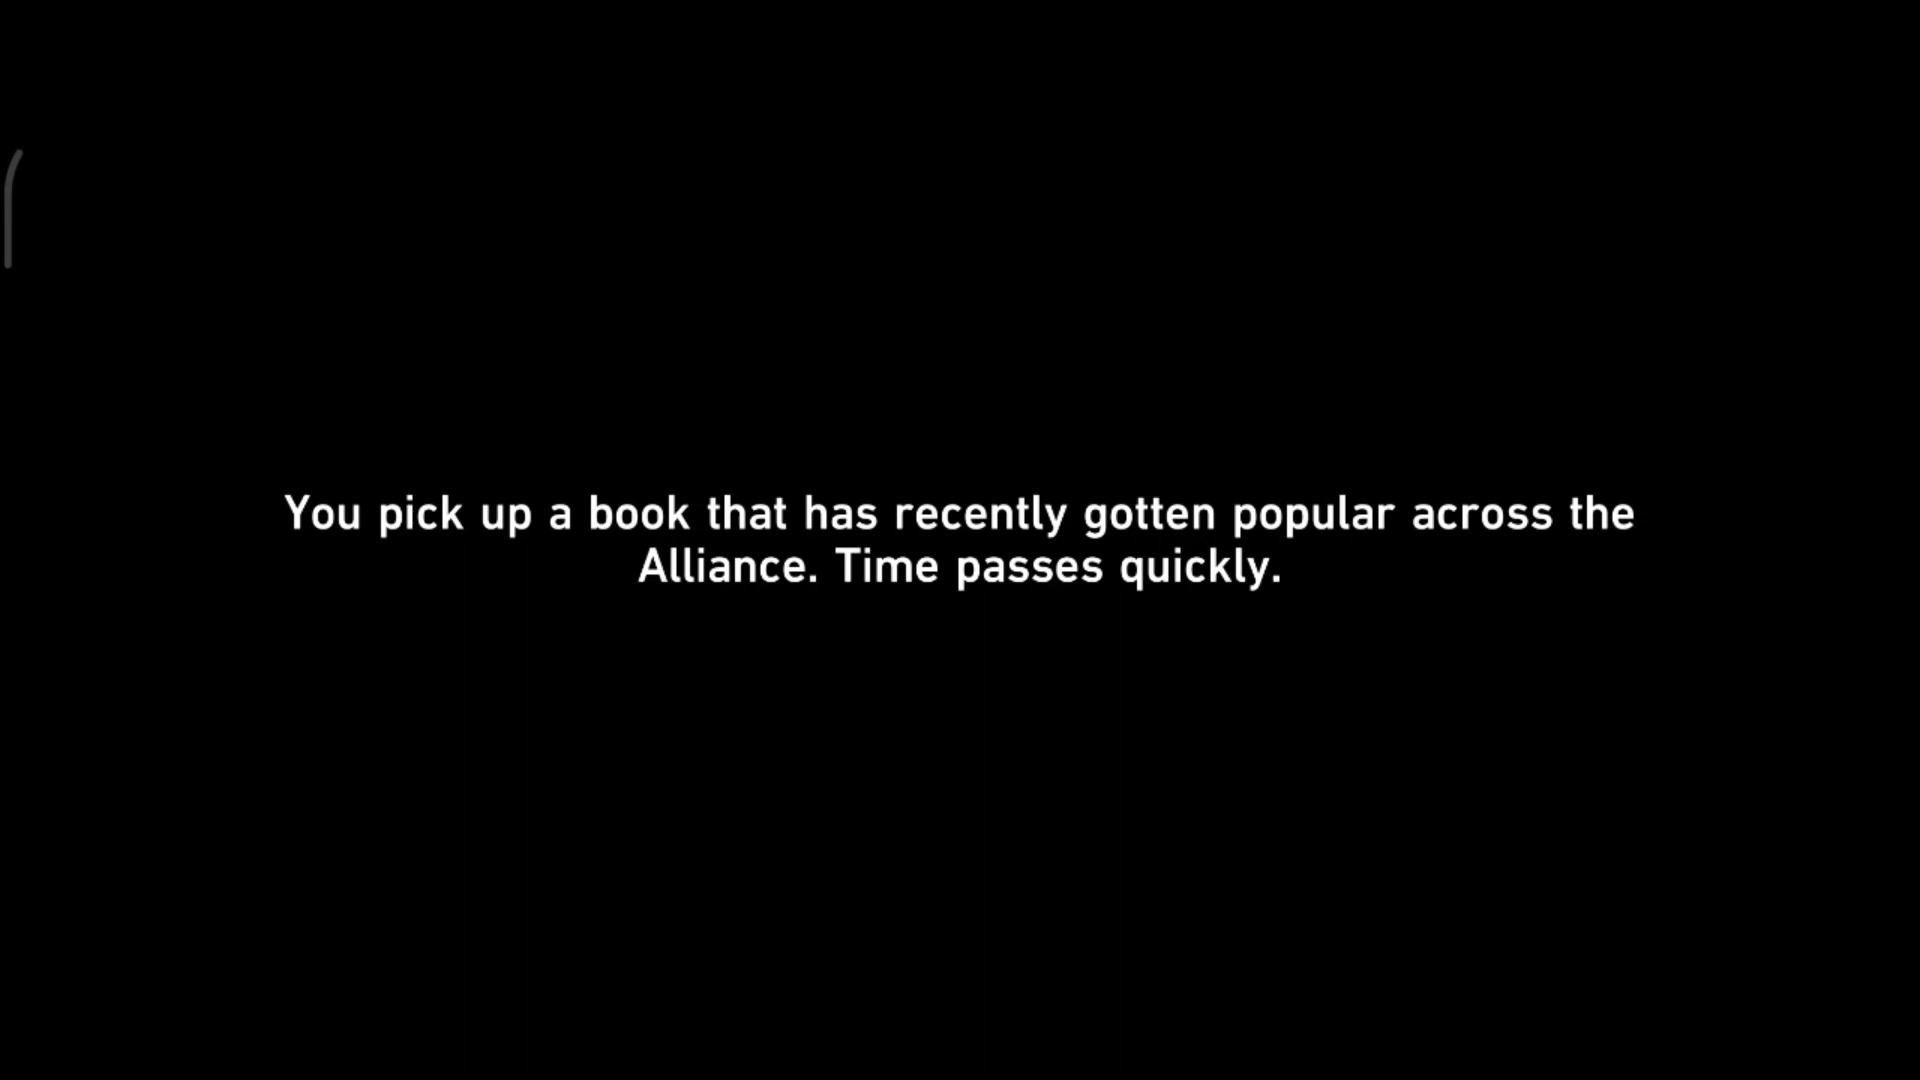 You pick up a book that has recently gotten popular across the
Alliance. Time passes quickly.